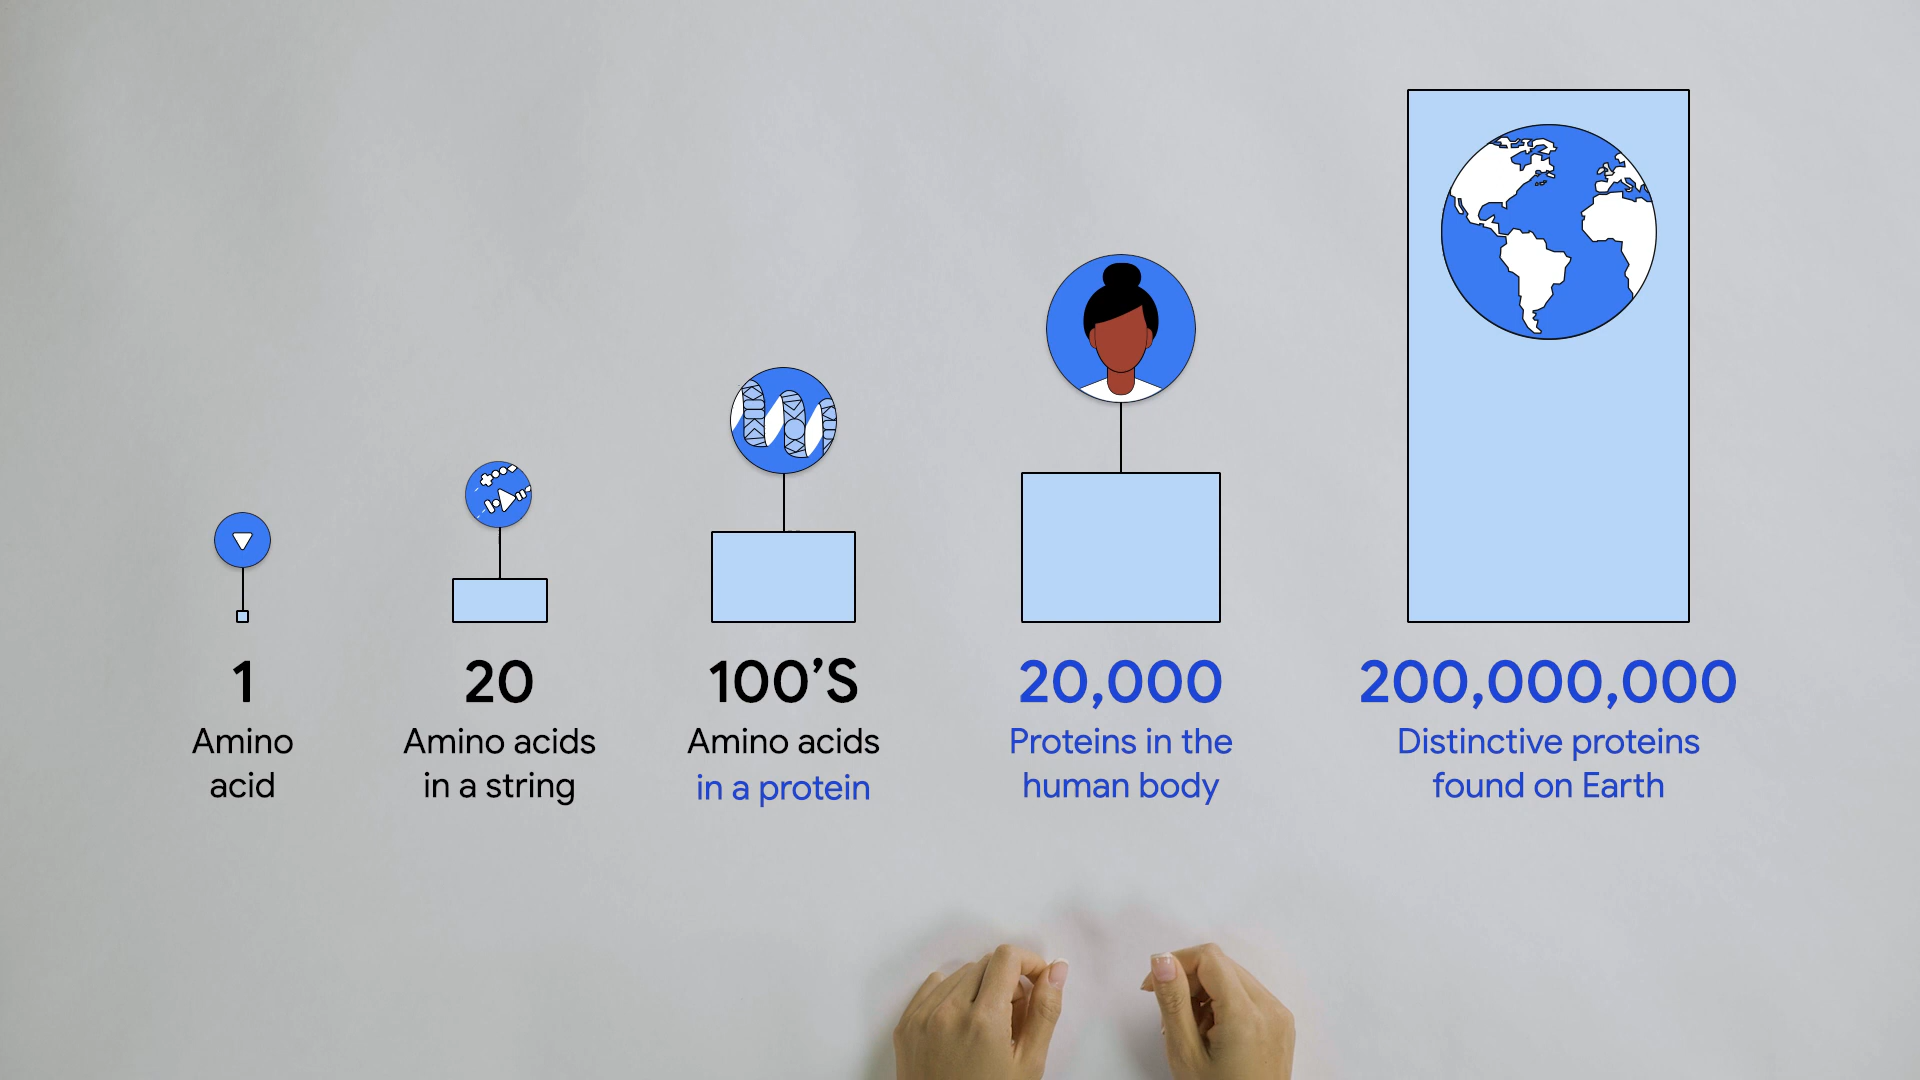 1
Amino
acid
20
Amino acids
in a string
100’S
Amino acids
in a protein
20,000
Proteins in the
human body
200,000,000
Distinctive proteins
found on Earth